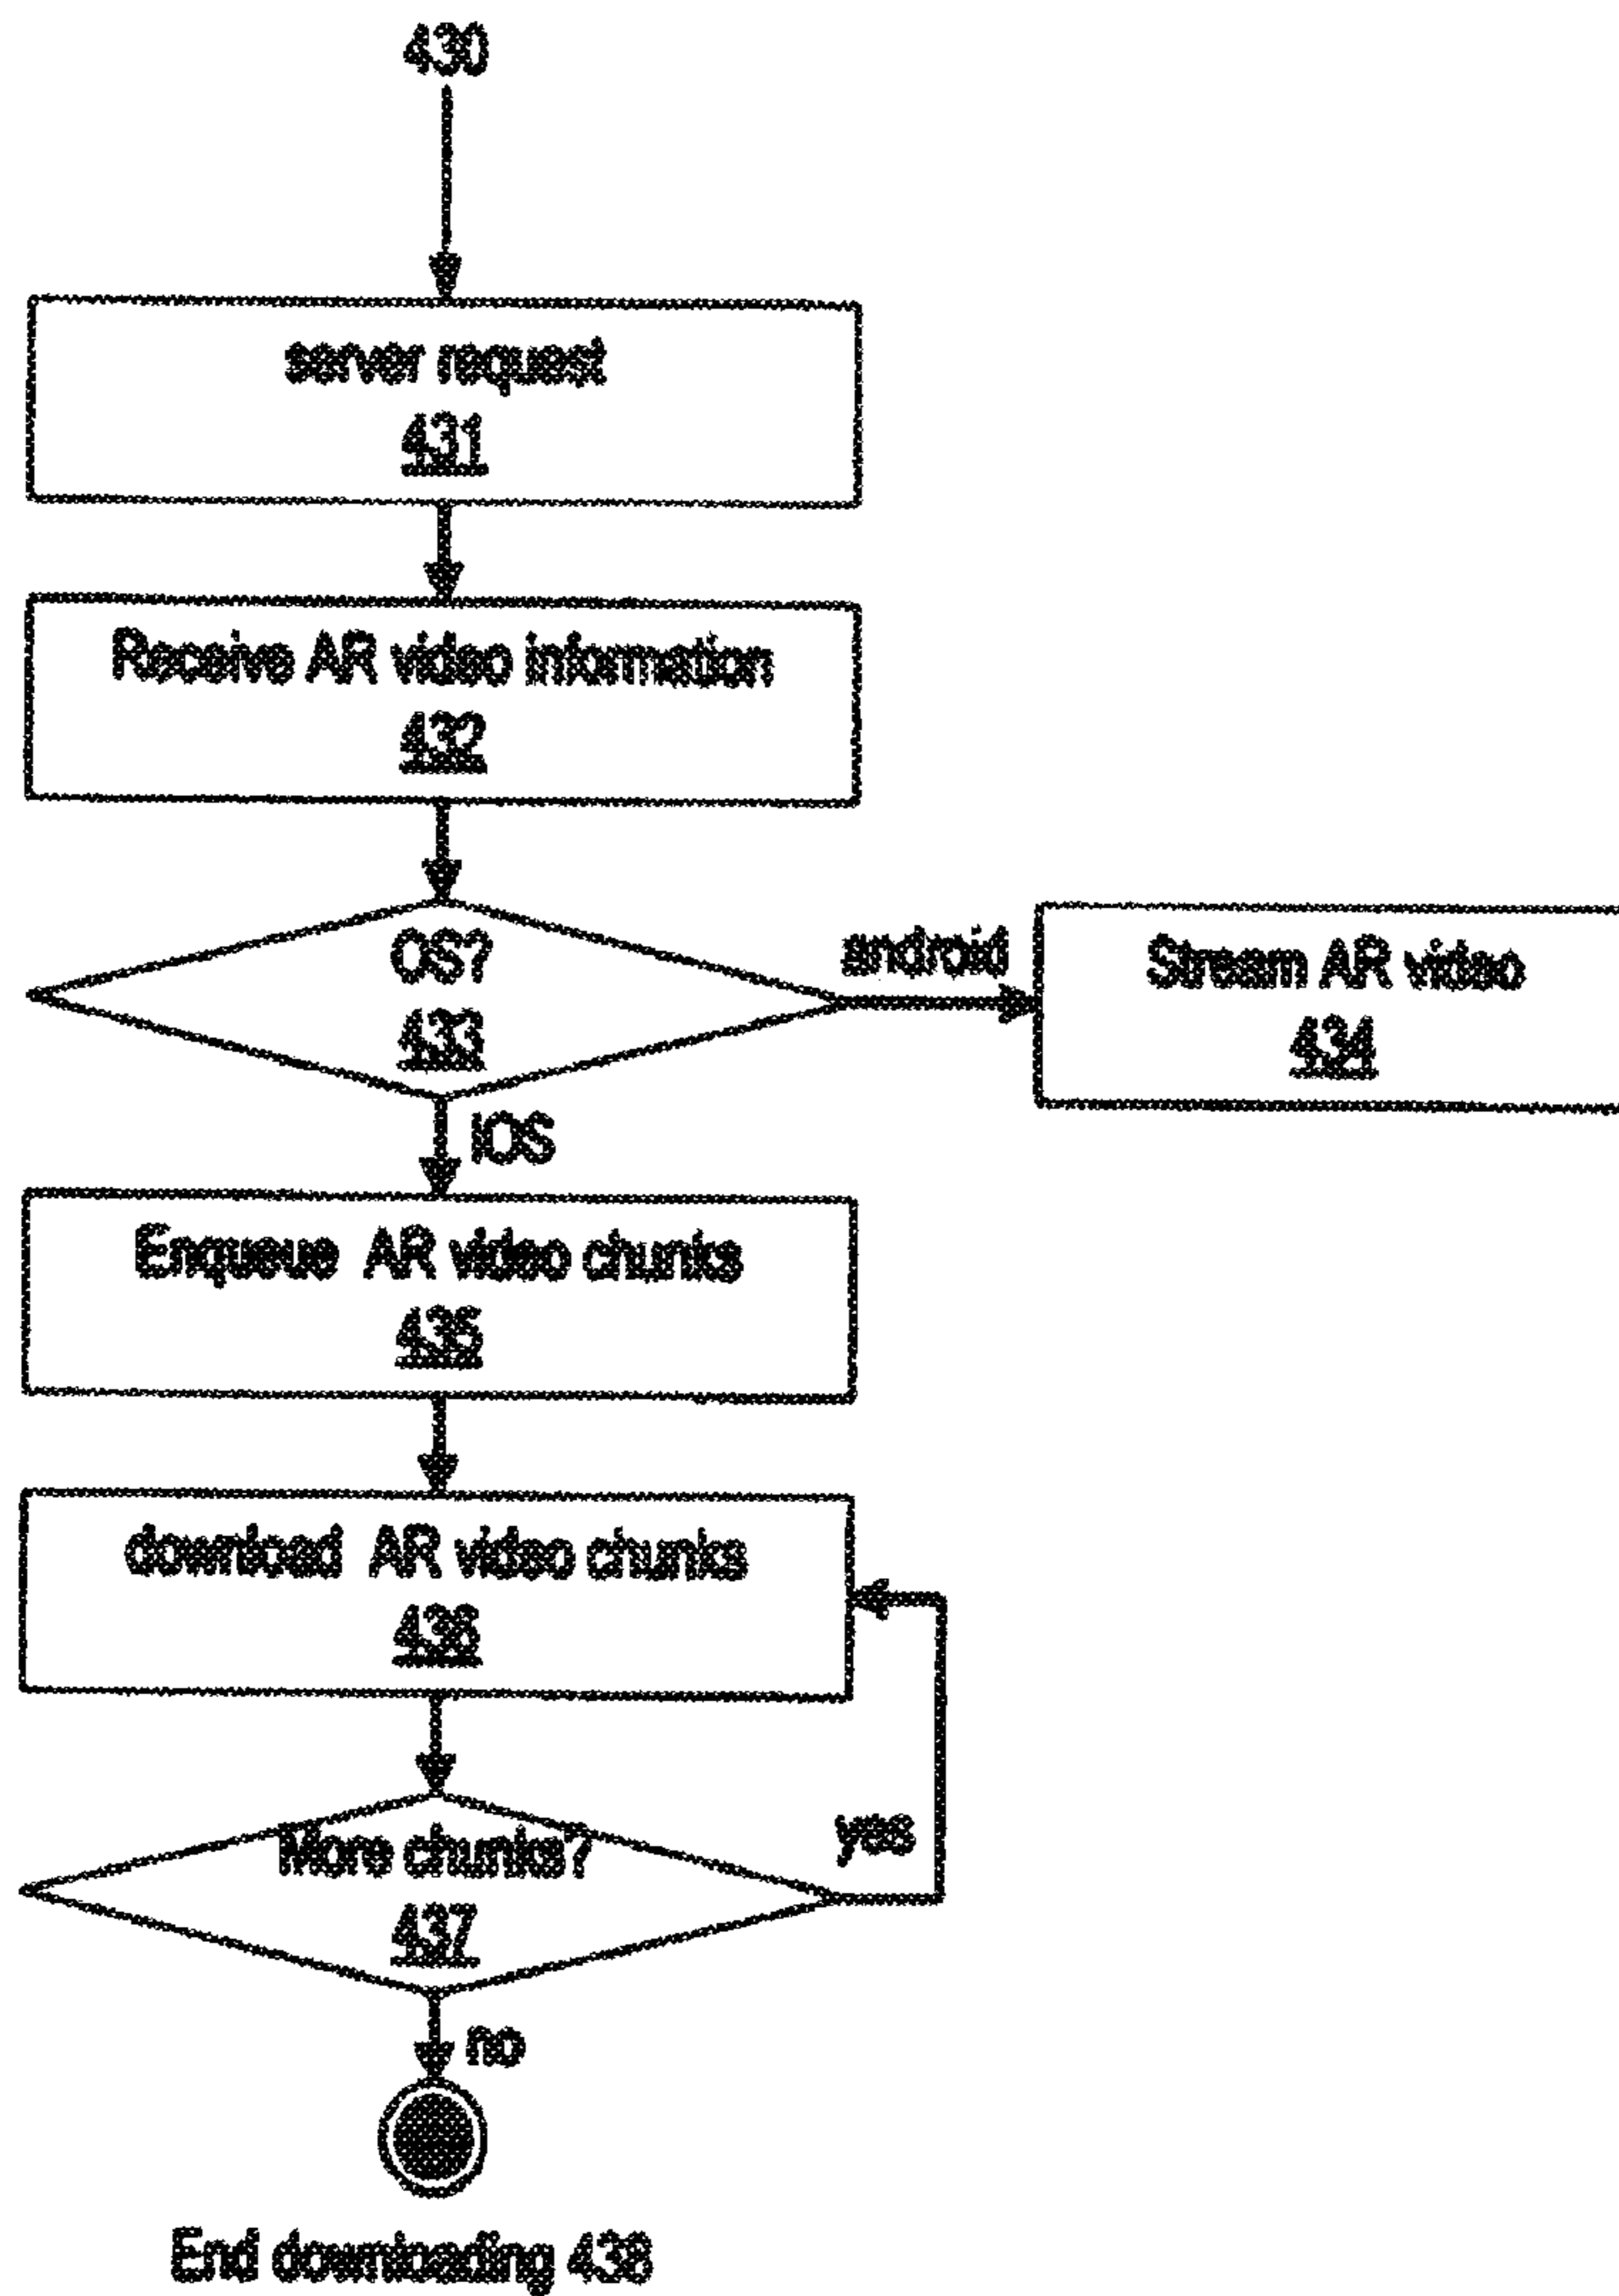 430
server request
431
Receive AR video information
432
OS?
433
android
Stream AR video
434
iOS
Enqueue AR video chunks
435
download AR video chunks
436
yes
More chunks?
437
no
End downloading 438